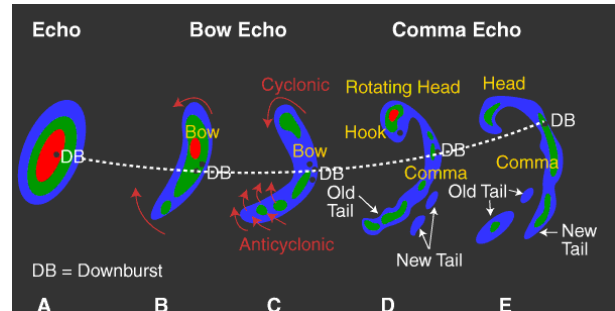 Echo
Bow Echo
Comma Echo
Cyclonic
Rotating Head
Head
Bow
Hook
DB
DB
Bow
DB
DB
DB
Comma
Comma
Old
Tail
Old Tail
Anticyclonic
New Tail
New
Tail
DB = Downburst
A
B
C
D
E